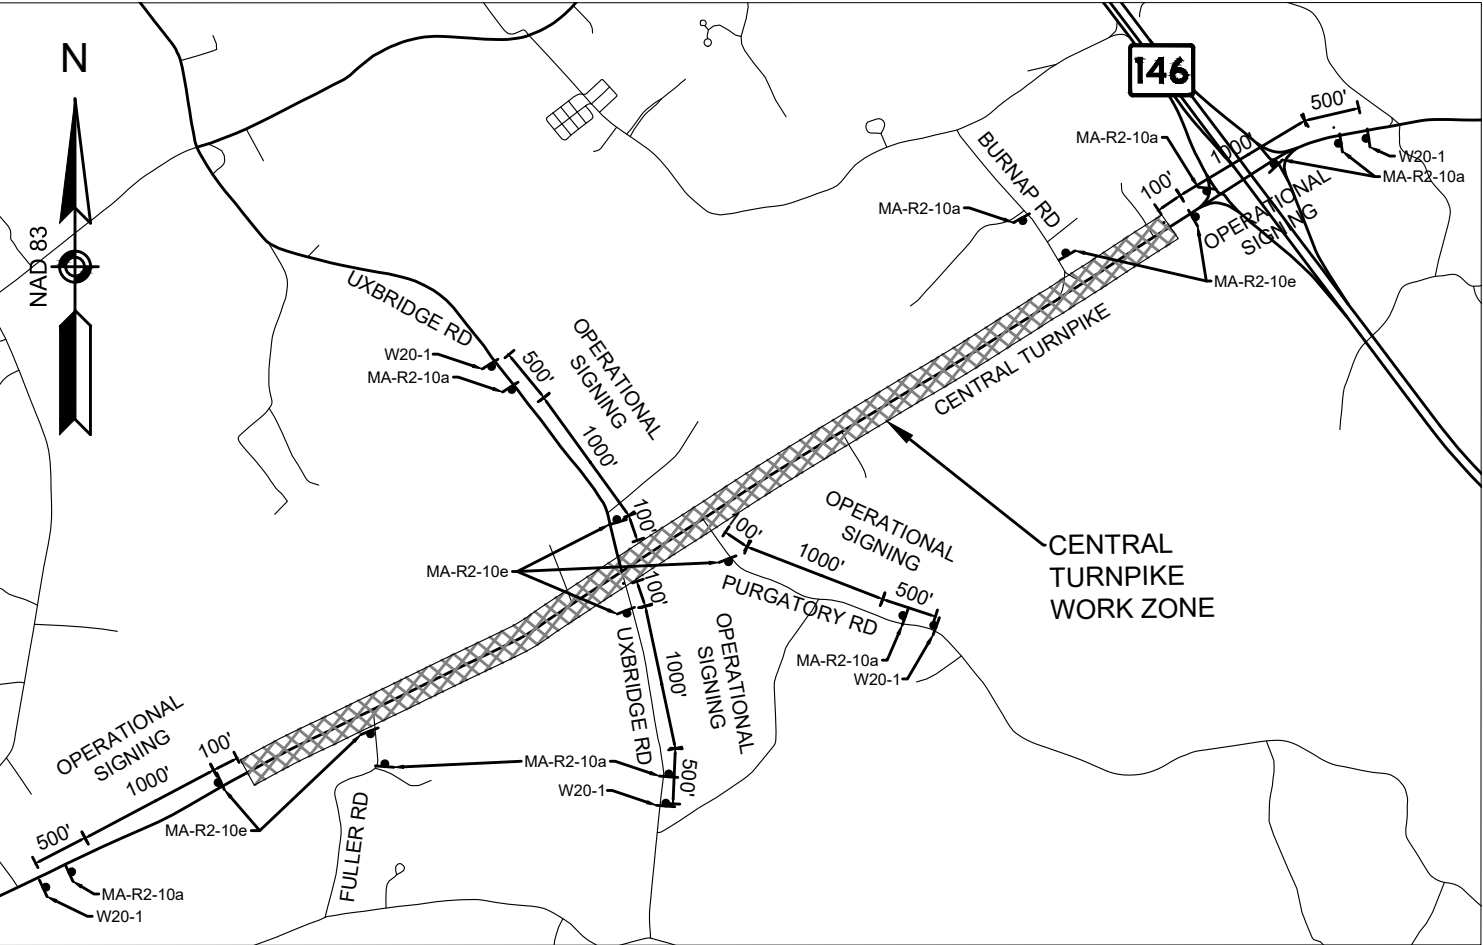 N
NAD 83
146
500'
1000'
100'
MA-R2-10a
W20-1
MA-R2-10a
OPERATIONAL
SIGNING
MA-R2-10e
BURNAP RD
MA-R2-10a
UXBRIDGE RD
W20-1
MA-R2-10a
500'
OPERATIONAL
SIGNING
1000'
100'
CENTRAL TURNPIKE
CENTRAL
TURNPIKE
WORK ZONE
MA-R2-10e
100'
OPERATIONAL
SIGNING
1000'
500'
PURGATORY RD
MA-R2-10a
W20-1
100'
1000'
500'
OPERATIONAL
SIGNING
UXBRIDGE RD
MA-R2-10a
W20-1
OPERATIONAL
SIGNING
100'
1000'
500'
MA-R2-10e
FULLER RD
MA-R2-10a
W20-1